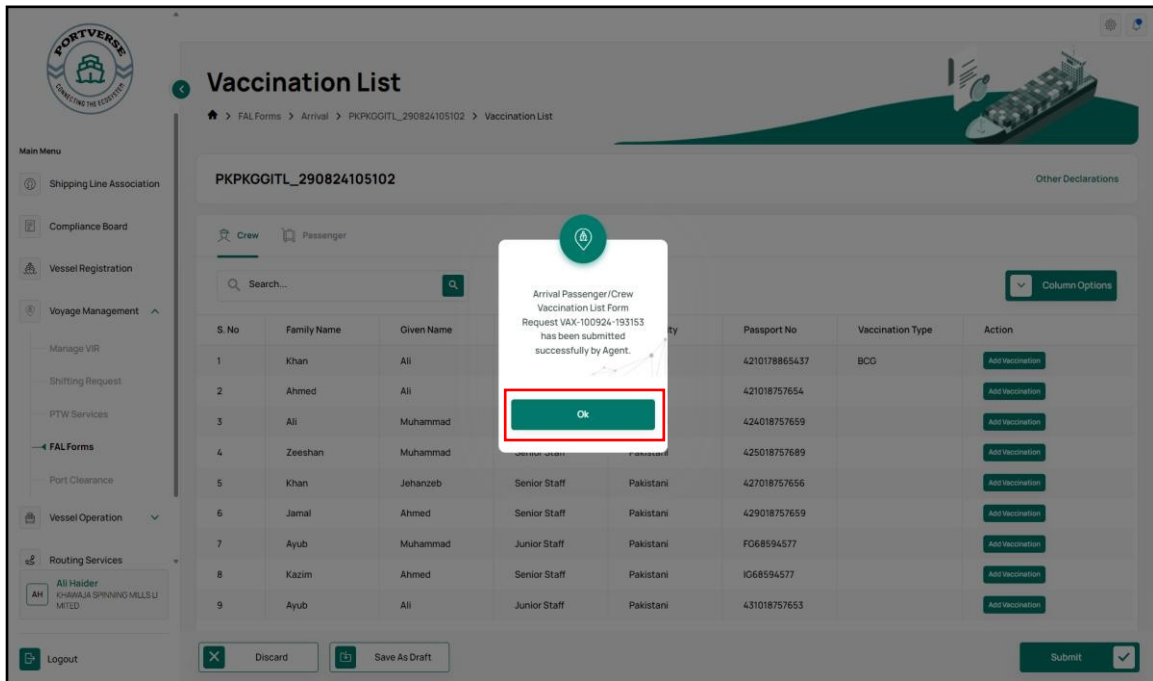 PORTVERSE
CONNECTING THE ECOSYSTEM
Main Menu
Shipping Line Association
Compliance Board
Vessel Registration
Voyage Management
Manage VIR
Shifting Request
PTW Services
FAL Forms
Port Clearance
Vessel Operation
Routing Services
AH
Ali Haider
KHAWAJA SPINNING MILLS LI
MITED
Logout
Vaccination List
> FAL Forms > Arrival > PKPKGGITL_290824105102 > Vaccination List
PKPKGGITL_290824105102 Other Declarations
Crew Passenger
Search...
Column Options
S. No Family Name Given Name Passport No Vaccination Type Action
1 Khan Ali 4210178865437 BCG Add Vaccination
2 Ahmed Ali 421018757654 Add Vaccination
3 Ali Muhammad 424018757659 Add Vaccination
4 Zeeshan Muhammad Senior Staff Pakistani 425018757689 Add Vaccination
5 Khan Jehanzeb Senior Staff Pakistani 427018757656 Add Vaccination
6 Jamal Ahmed Senior Staff Pakistani 429018757659 Add Vaccination
7 Ayub Muhammad Junior Staff Pakistani FG68594577 Add Vaccination
8 Kazim Ahmed Senior Staff Pakistani IG68594577 Add Vaccination
9 Ayub Ali Junior Staff Pakistani 431018757653 Add Vaccination
Arrival Passenger/Crew
Vaccination List Form
Request VAX-100924-193153
has been submitted
successfully by Agent.
Ok
Discard
Save As Draft
Submit